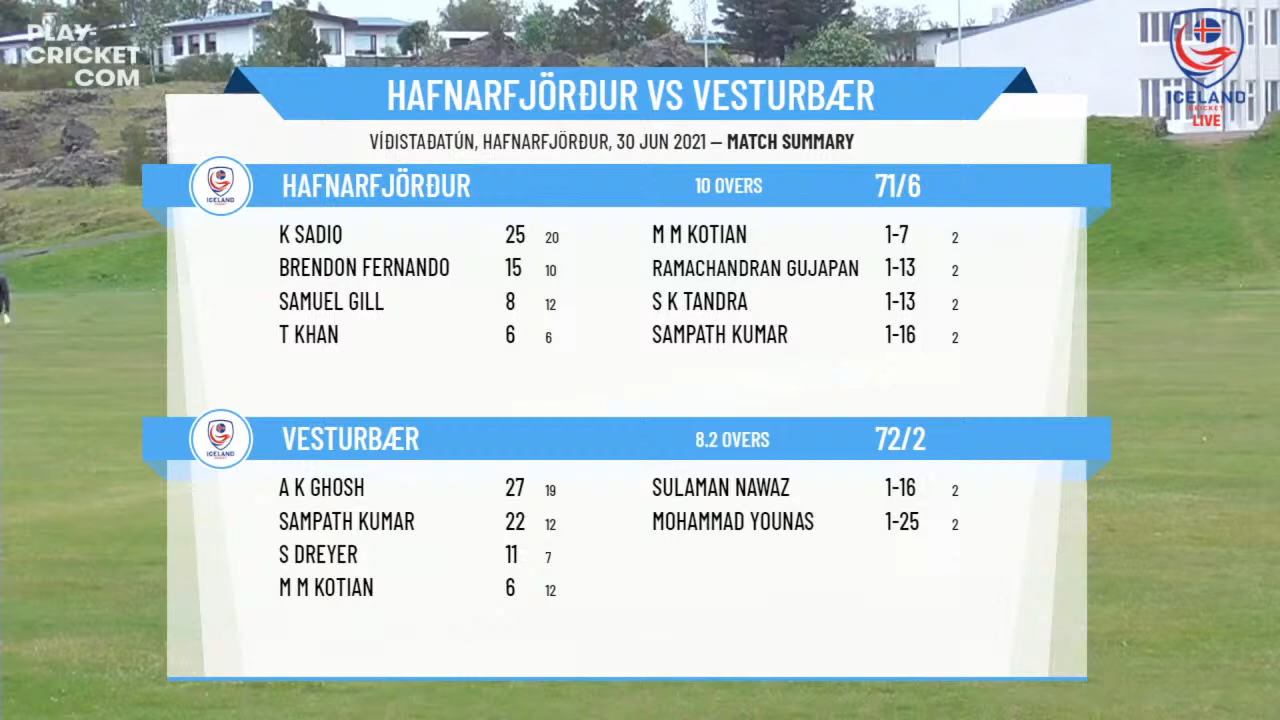 PLAY-
CRICKET
.COM
ICELAND
CRICKET
LIVE
HAFNARFJÖRÐUR VS VESTURBÆR
VÍÐISTAÐATÚN, HAFNARFJÖRÐUR, 30 JUN 2021 – MATCH SUMMARY
ICELAND
HAFNARFJÖRÐUR 10 OVERS 71/6
K SADIQ 25 20 M M KOTIAN 1-7 2
BRENDON FERNANDO 15 10 RAMACHANDRAN GUJAPAN 1-13 2
SAMUEL GILL 8 12 S K TANDRA 1-13 2
T KHAN 6 6 SAMPATH KUMAR 1-16 2
ICELAND
VESTURBÆR 8.2 OVERS 72/2
A K GHOSH 27 19 SULAMAN NAWAZ 1-16 2
SAMPATH KUMAR 22 12 MOHAMMAD YOUNAS 1-25 2
S DREYER 11 7
M M KOTIAN 6 12